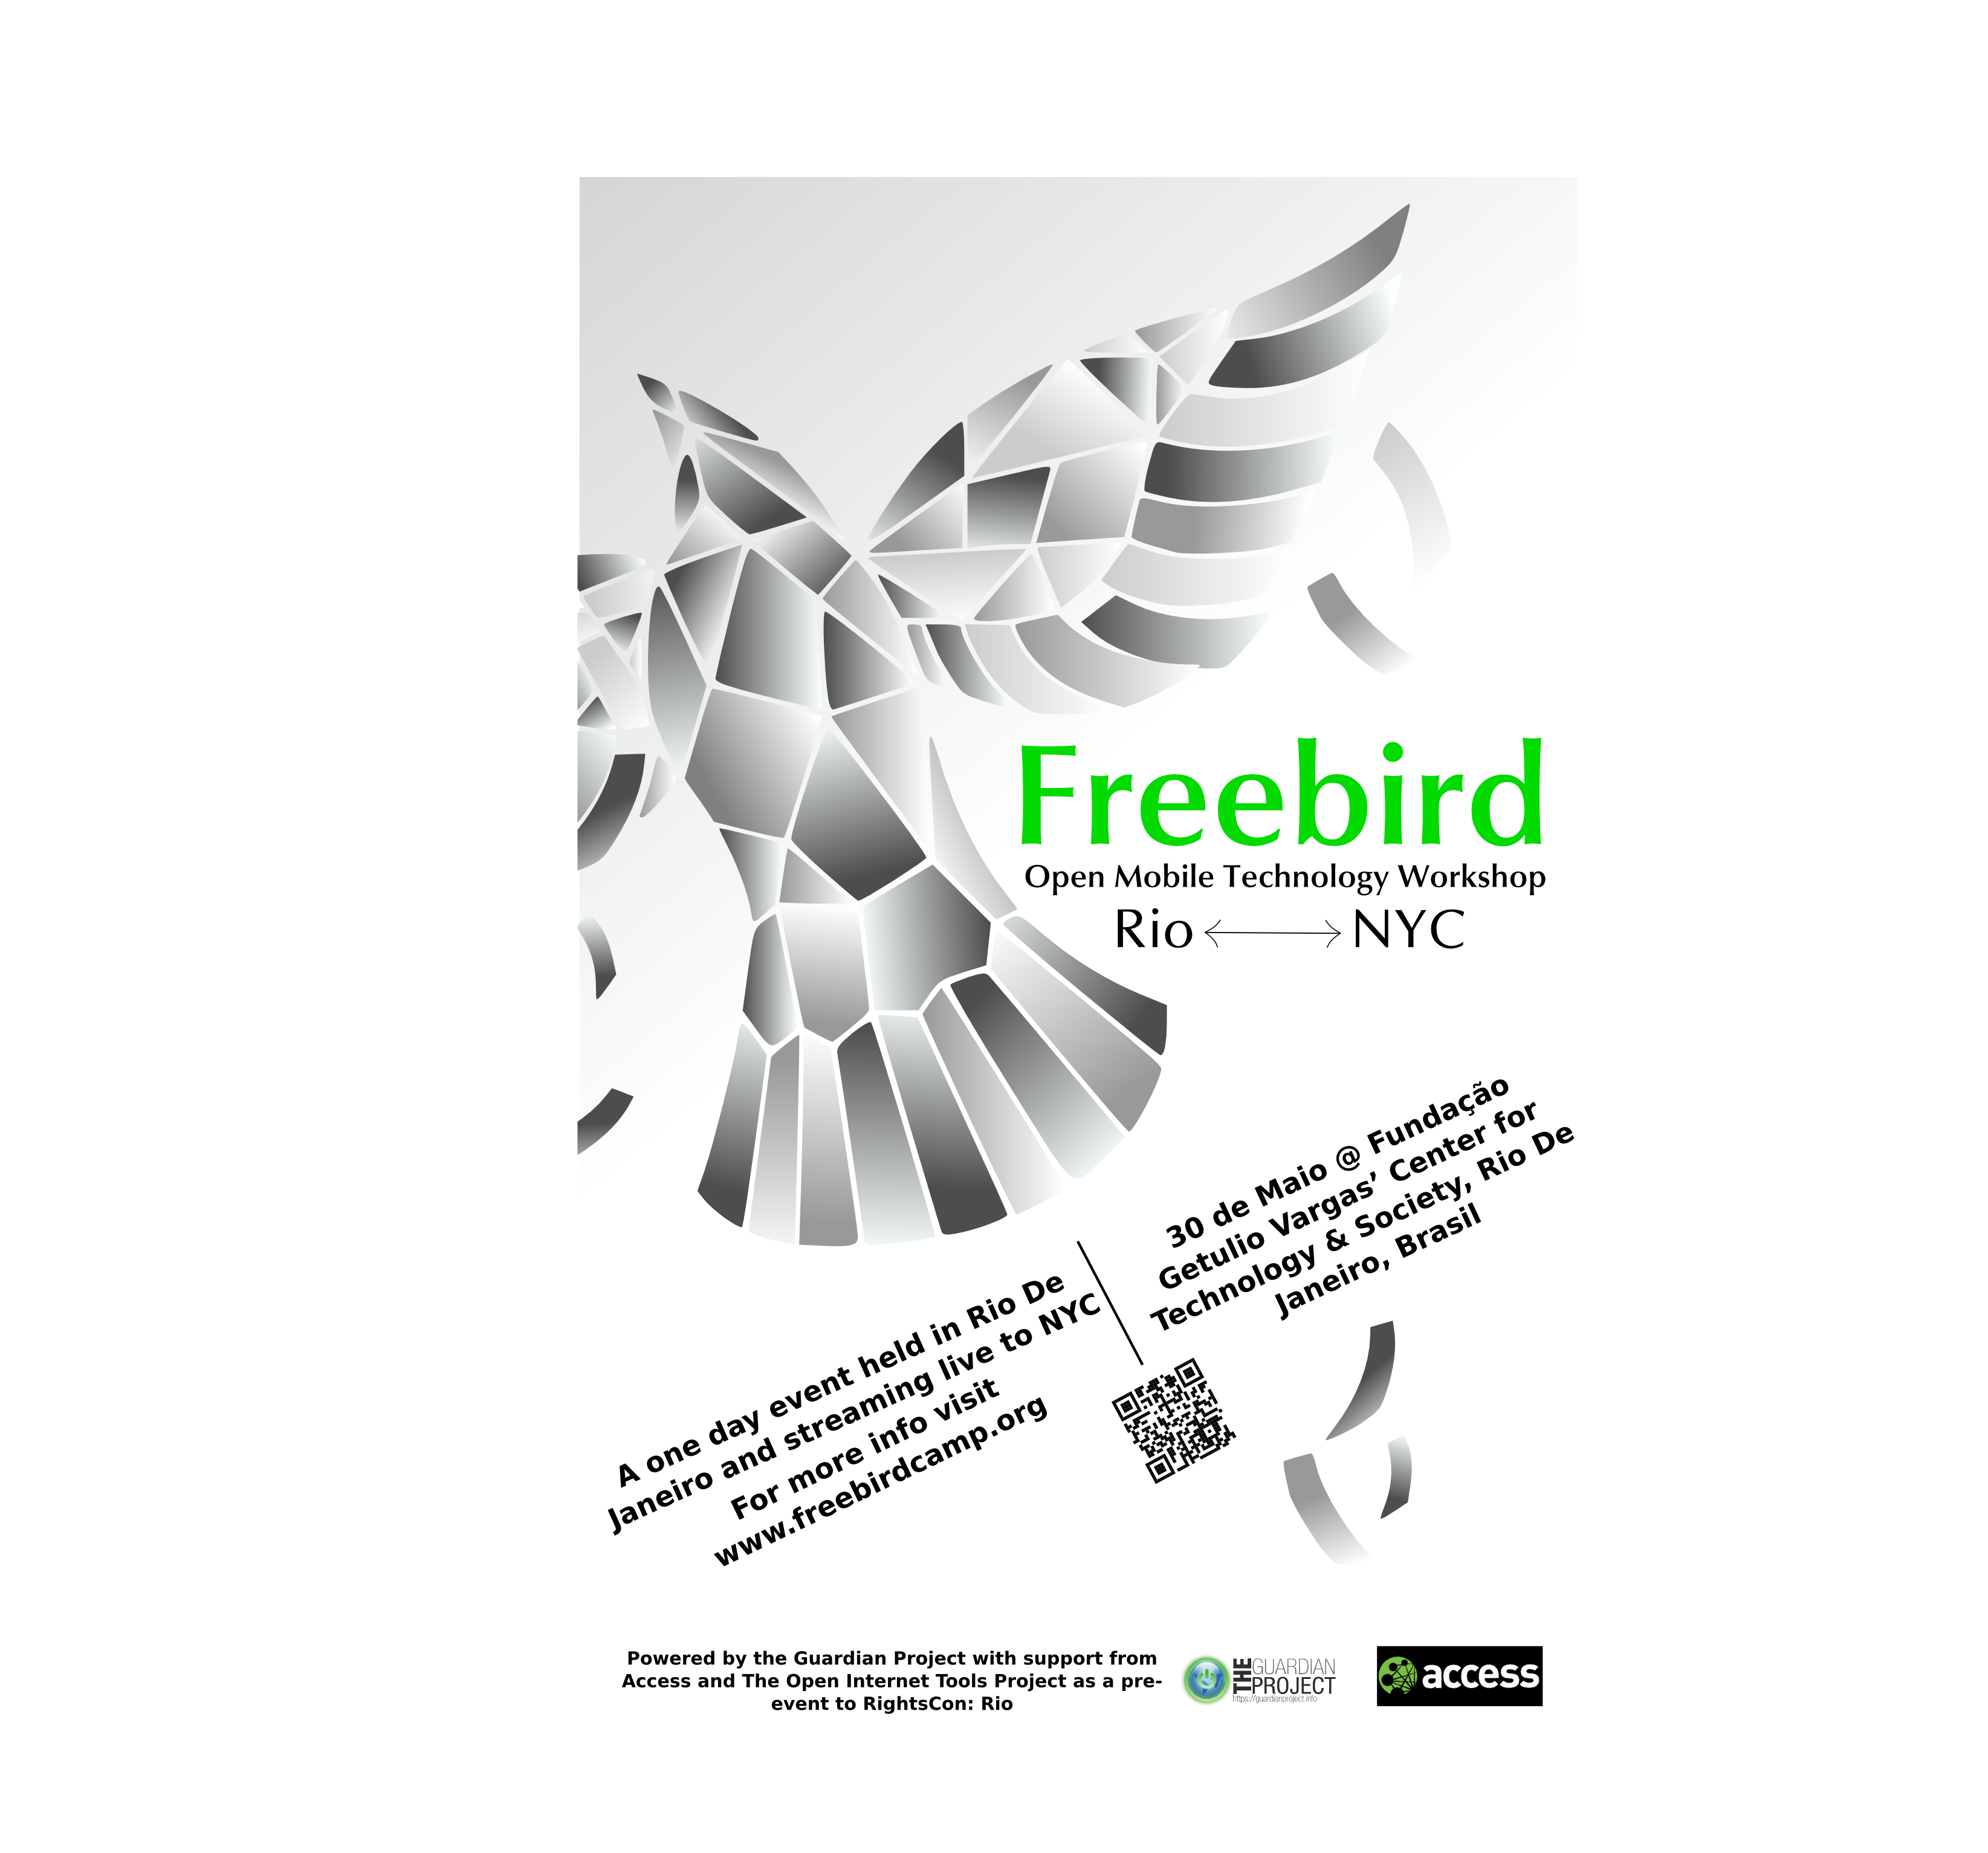 Freebird
Open Mobile Technology Workshop
Rio NYC
30 de Maio @ Fundação
Getulio Vargas’ Center for
Technology & Society, Rio De
Janeiro, Brasil
A one day event held in Rio De
Janeiro and streaming live to NYC
For more info visit
www.freebirdcamp.org
Powered by the Guardian Project with support from
Access and The Open Internet Tools Project as a pre-
event to RightsCon: Rio
THE GUARDIAN
PROJECT
https://guardianproject.info
access